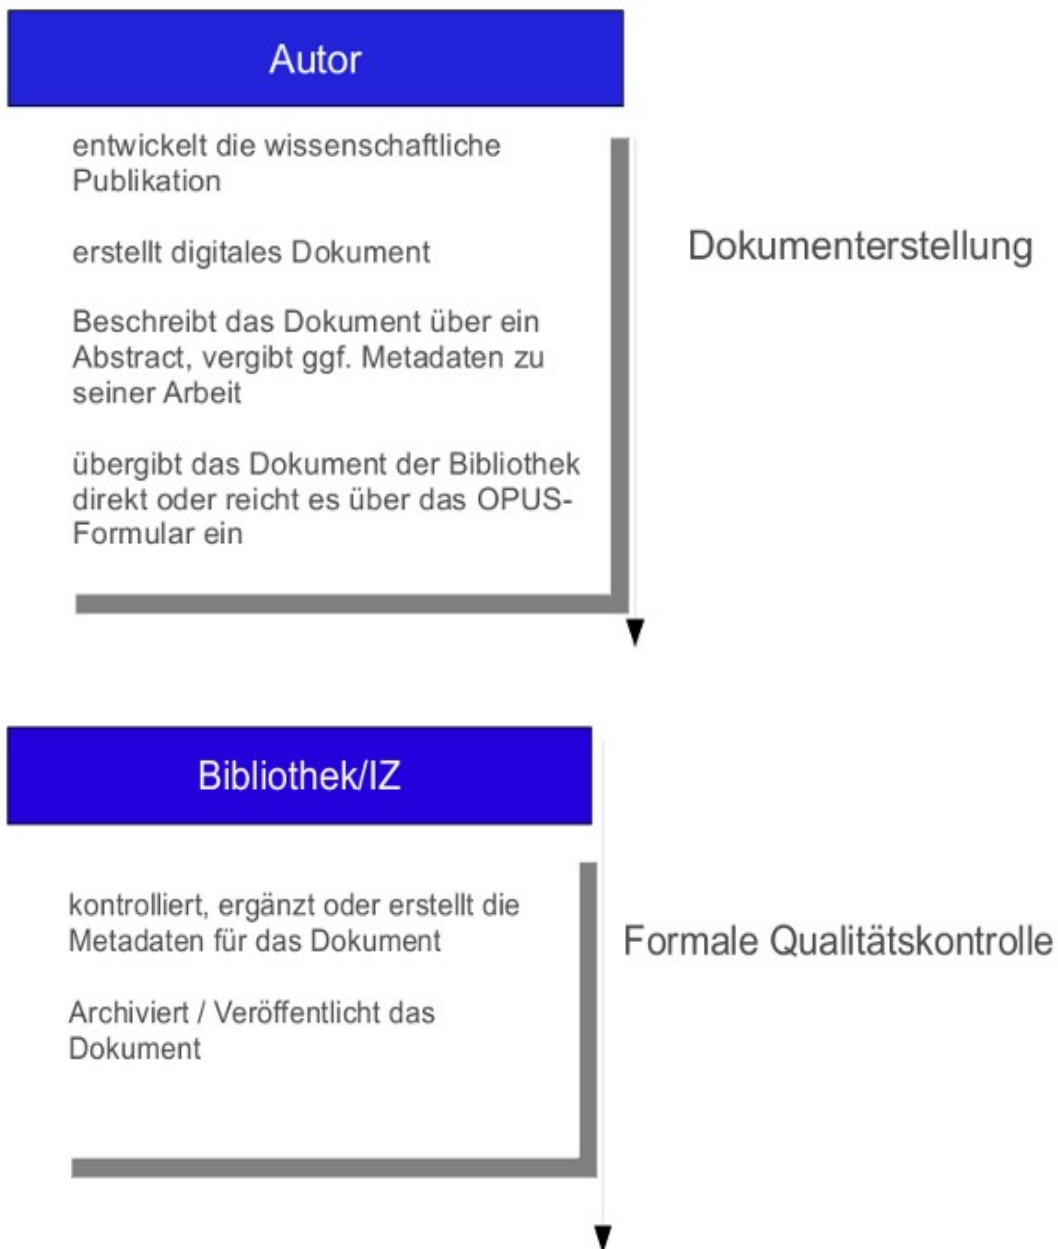 Autor
entwickelt die wissenschaftliche
Publikation
erstellt digitales Dokument
Dokumenterstellung
Beschreibt das Dokument über ein
Abstract, vergibt ggf. Metadaten zu
seiner Arbeit
übergibt das Dokument der Bibliothek
direkt oder reicht es über das OPUS-
Formular ein
Bibliothek/IZ
kontrolliert, ergänzt oder erstellt die
Metadaten für das Dokument
Formale Qualitätskontrolle
Archiviert / Veröffentlicht das
Dokument